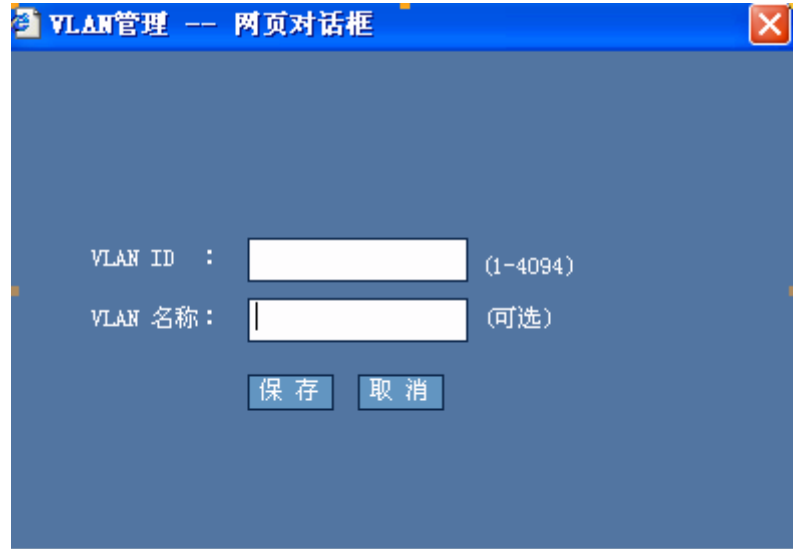 VLAN管理 -- 网页对话框
VLAN ID : (1-4094)
VLAN 名称: (可选)
保 存 取 消